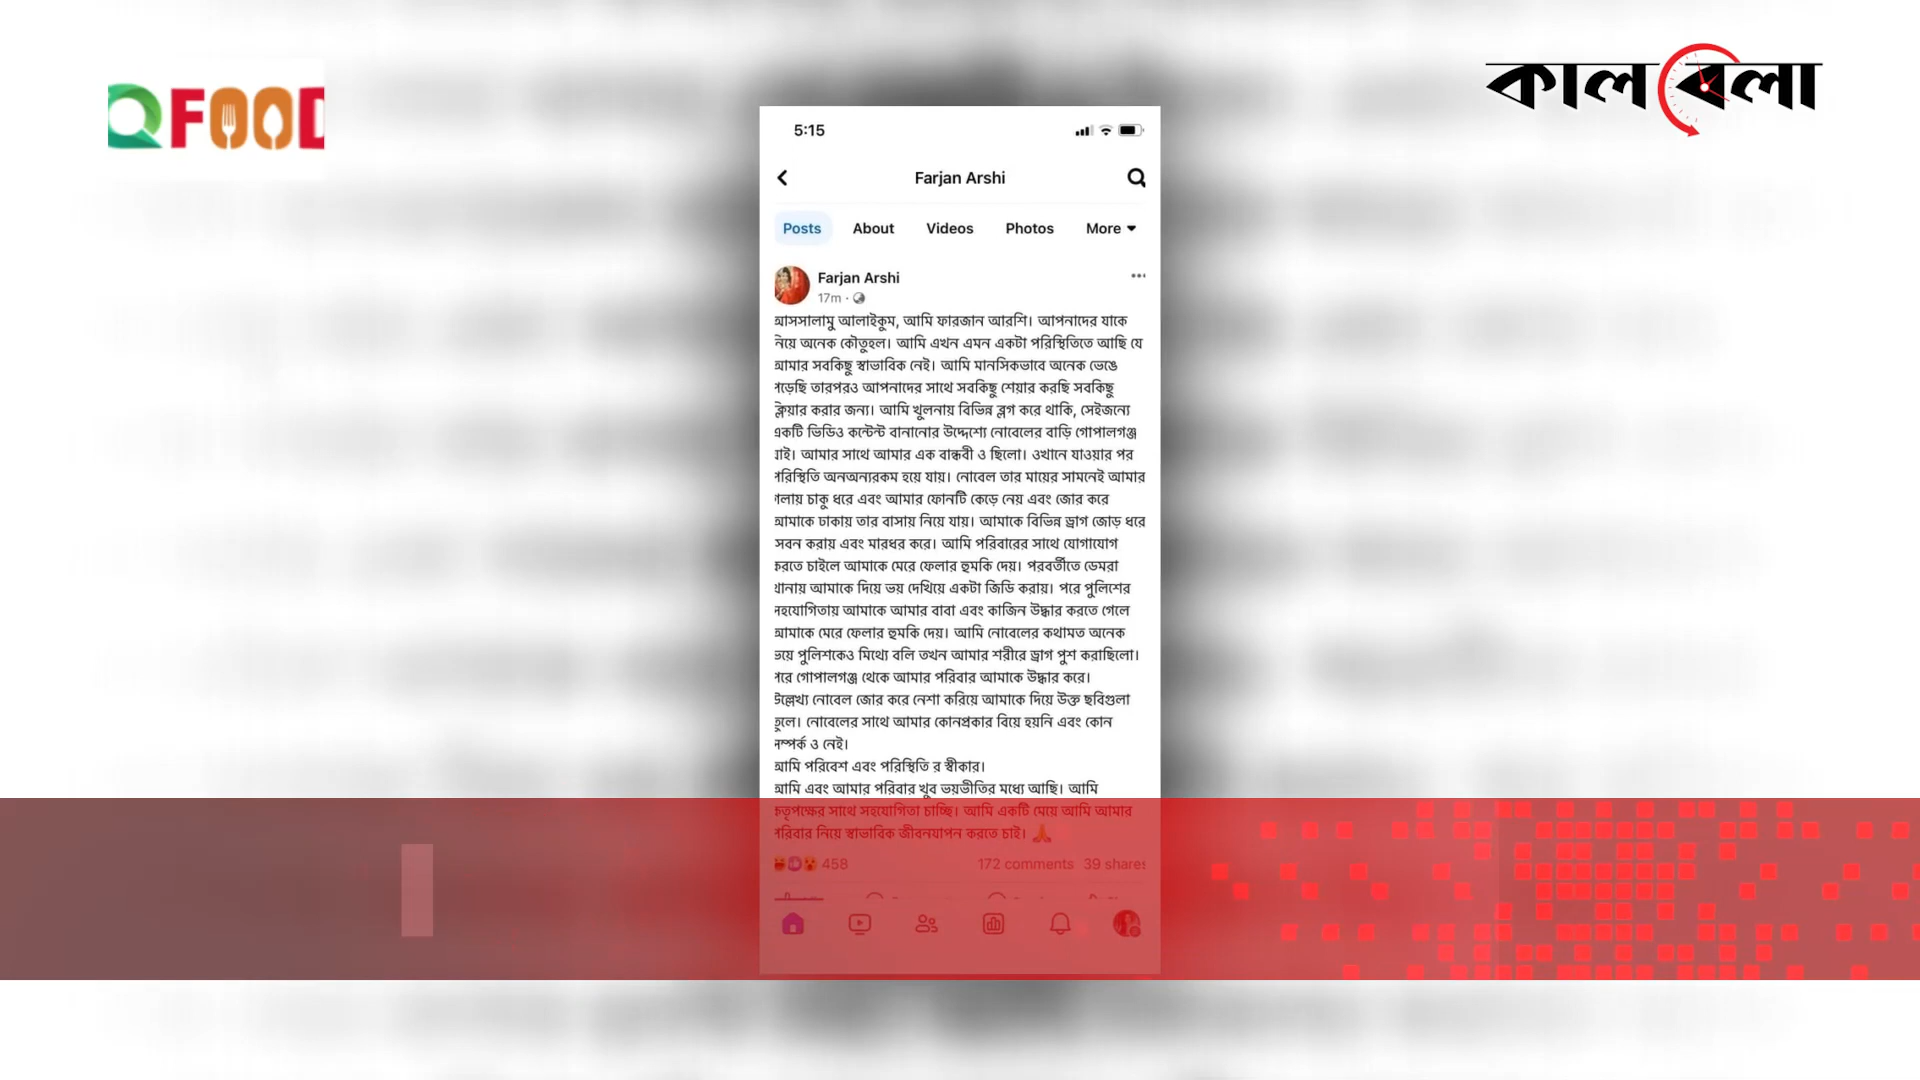 QFOOD
কালবেলা
5:15
Farjan Arshi
Posts About Videos Photos More
Farjan Arshi
17m
আসসালামু আলাইকুম, আমি ফারজান আরশি। আপনাদের যাকে
নিয়ে অনেক কৌতুহল। আমি এখন এমন একটা পরিস্থিতিতে আছি যে
আমার সবকিছু স্বাভাবিক নেই। আমি মানসিকভাবে অনেক ভেঙে
পড়েছি তারপরও আপনাদের সাথে সবকিছু শেয়ার করছি সবকিছু
ক্লিয়ার করার জন্য। আমি খুলনায় বিভিন্ন ব্লগ করে থাকি, সেইজন্যে
একটি ভিডিও কন্টেন্ট বানানোর উদ্দেশ্যে নোবেলের বাড়ি গোপালগঞ্জ
যাই। আমার সাথে আমার এক বান্ধবী ও ছিলো। ওখানে যাওয়ার পর
পরিস্থিতি অনঅন্যরকম হয়ে যায়। নোবেল তার মায়ের সামনেই আমার
গলায় চাকু ধরে এবং আমার ফোনটি কেড়ে নেয় এবং জোর করে
আমাকে ঢাকায় তার বাসায় নিয়ে যায়। আমাকে বিভিন্ন ড্রাগ জোড় ধরে
সেবন করায় এবং মারধর করে। আমি পরিবারের সাথে যোগাযোগ
করতে চাইলে আমাকে মেরে ফেলার হুমকি দেয়। পরবর্তীতে ডেমরা
থানায় আমাকে দিয়ে ভয় দেখিয়ে একটা জিডি করায়। পরে পুলিশের
সহযোগিতায় আমাকে আমার বাবা এবং কাজিন উদ্ধার করতে গেলে
আমাকে মেরে ফেলার হুমকি দেয়। আমি নোবেলের কথামত অনেক
ভয়ে পুলিশকেও মিথ্যে বলি তখন আমার শরীরে ড্রাগ পুশ করাছিলো।
পরে গোপালগঞ্জ থেকে আমার পরিবার আমাকে উদ্ধার করে।
উল্লেখ্য নোবেল জোর করে নেশা করিয়ে আমাকে দিয়ে উক্ত ছবিগুলা
তুলে। নোবেলের সাথে আমার কোনপ্রকার বিয়ে হয়নি এবং কোন
সম্পর্ক ও নেই।
আমি পরিবেশ এবং পরিস্থিতি র স্বীকার।
আমি এবং আমার পরিবার খুব ভয়ভীতির মধ্যে আছি। আমি
কতৃপক্ষের সাথে সহযোগিতা চাচ্ছি। আমি একটি মেয়ে আমি আমার
পরিবার নিয়ে স্বাভাবিক জীবনযাপন করতে চাই। 🙏
458 172 comments 39 shares